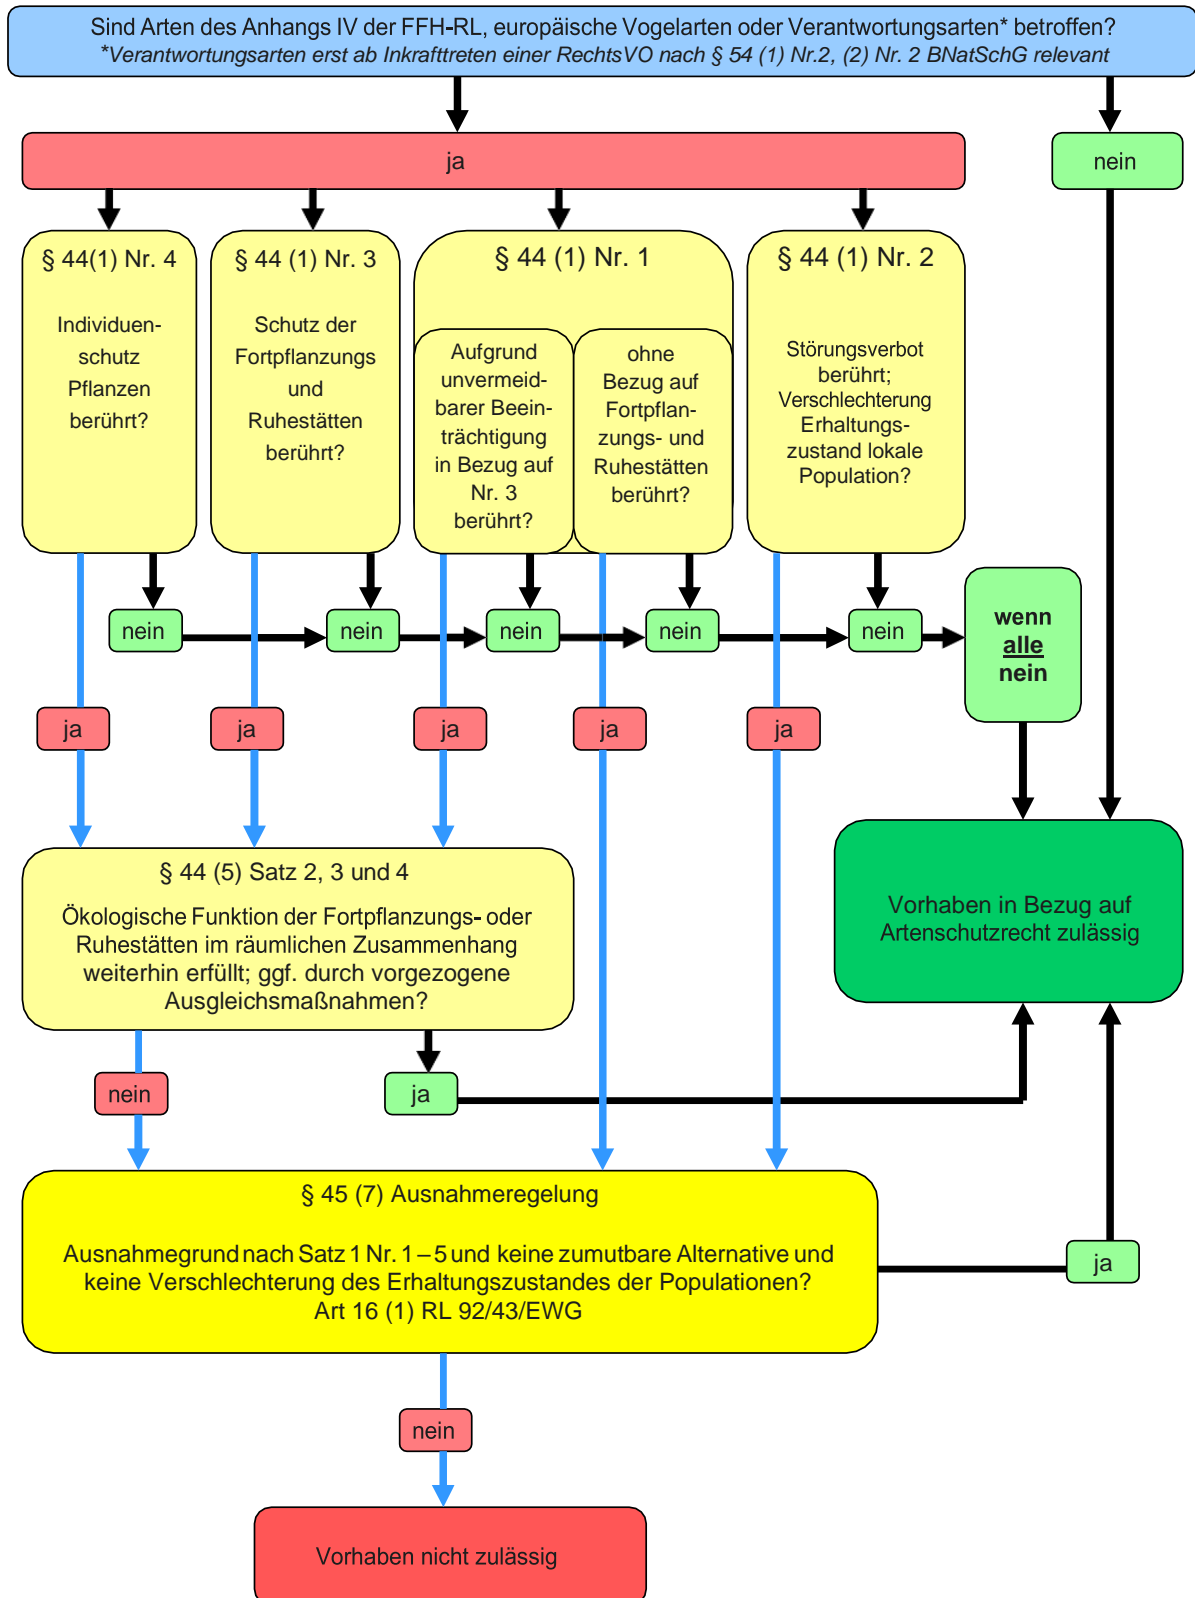 Sind Arten des Anhangs IV der FFH-RL, europäische Vogelarten oder Verantwortungsarten* betroffen?
*Verantwortungsarten erst ab Inkrafttreten einer RechtsVO nach § 54 (1) Nr.2, (2) Nr. 2 BNatSchG relevant
ja
nein
§ 44(1) Nr. 4
Individuen-
schutz
Pflanzen
berührt?
§ 44 (1) Nr. 3
Schutz der
Fortpflanzungs
und
Ruhestätten
berührt?
§ 44 (1) Nr. 1
Aufgrund
unvermeid-
barer Beein-
trächtigung
in Bezug auf
Nr. 3
berührt?
ohne
Bezug auf
Fortpflan-
zungs- und
Ruhestätten
berührt?
§ 44 (1) Nr. 2
Störungsverbot
berührt;
Verschlechterung
Erhaltungs-
zustand lokale
Population?
nein
nein
nein
nein
nein
wenn
alle
nein
ja
ja
ja
ja
ja
§ 44 (5) Satz 2, 3 und 4
Ökologische Funktion der Fortpflanzungs- oder
Ruhestätten im räumlichen Zusammenhang
weiterhin erfüllt; ggf. durch vorgezogene
Ausgleichsmaßnahmen?
Vorhaben in Bezug auf
Artenschutzrecht zulässig
nein
ja
§ 45 (7) Ausnahmeregelung
Ausnahmegrund nach Satz 1 Nr. 1 – 5 und keine zumutbare Alternative und
keine Verschlechterung des Erhaltungszustandes der Populationen?
Art 16 (1) RL 92/43/EWG
ja
nein
Vorhaben nicht zulässig